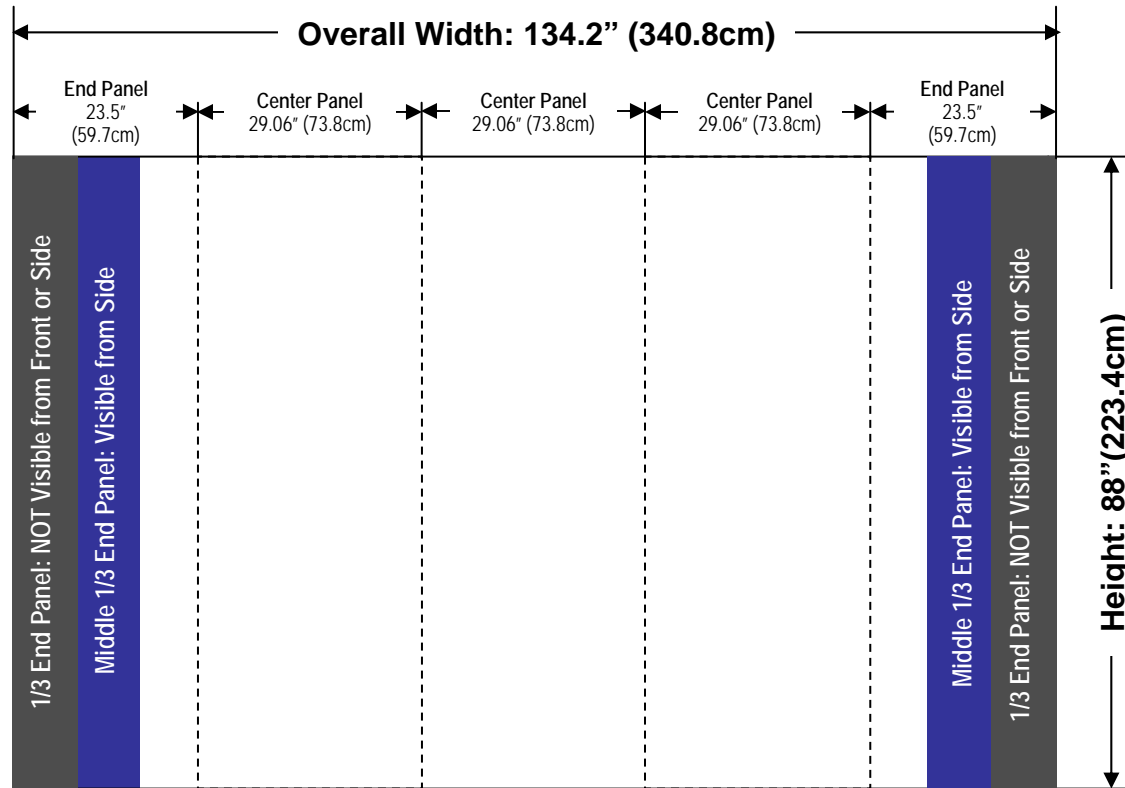 Overall Width: 134.2” (340.8cm)
End Panel
23.5”
(59.7cm)
Center Panel
29.06” (73.8cm)
Center Panel
29.06” (73.8cm)
Center Panel
29.06” (73.8cm)
End Panel
23.5”
(59.7cm)
1/3 End Panel: NOT Visible from Front or Side
Middle 1/3 End Panel: Visible from Side
Middle 1/3 End Panel: Visible from Side
1/3 End Panel: NOT Visible from Front or Side
Height: 88”(223.4cm)